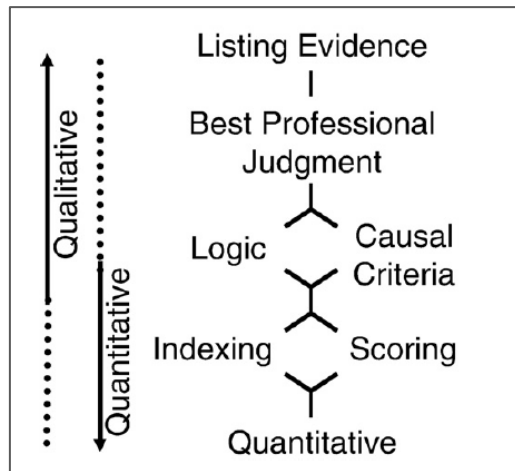 Listing Evidence
Best Professional
Judgment
Logic
Causal
Criteria
Indexing
Scoring
Quantitative
Qualitative
Quantitative